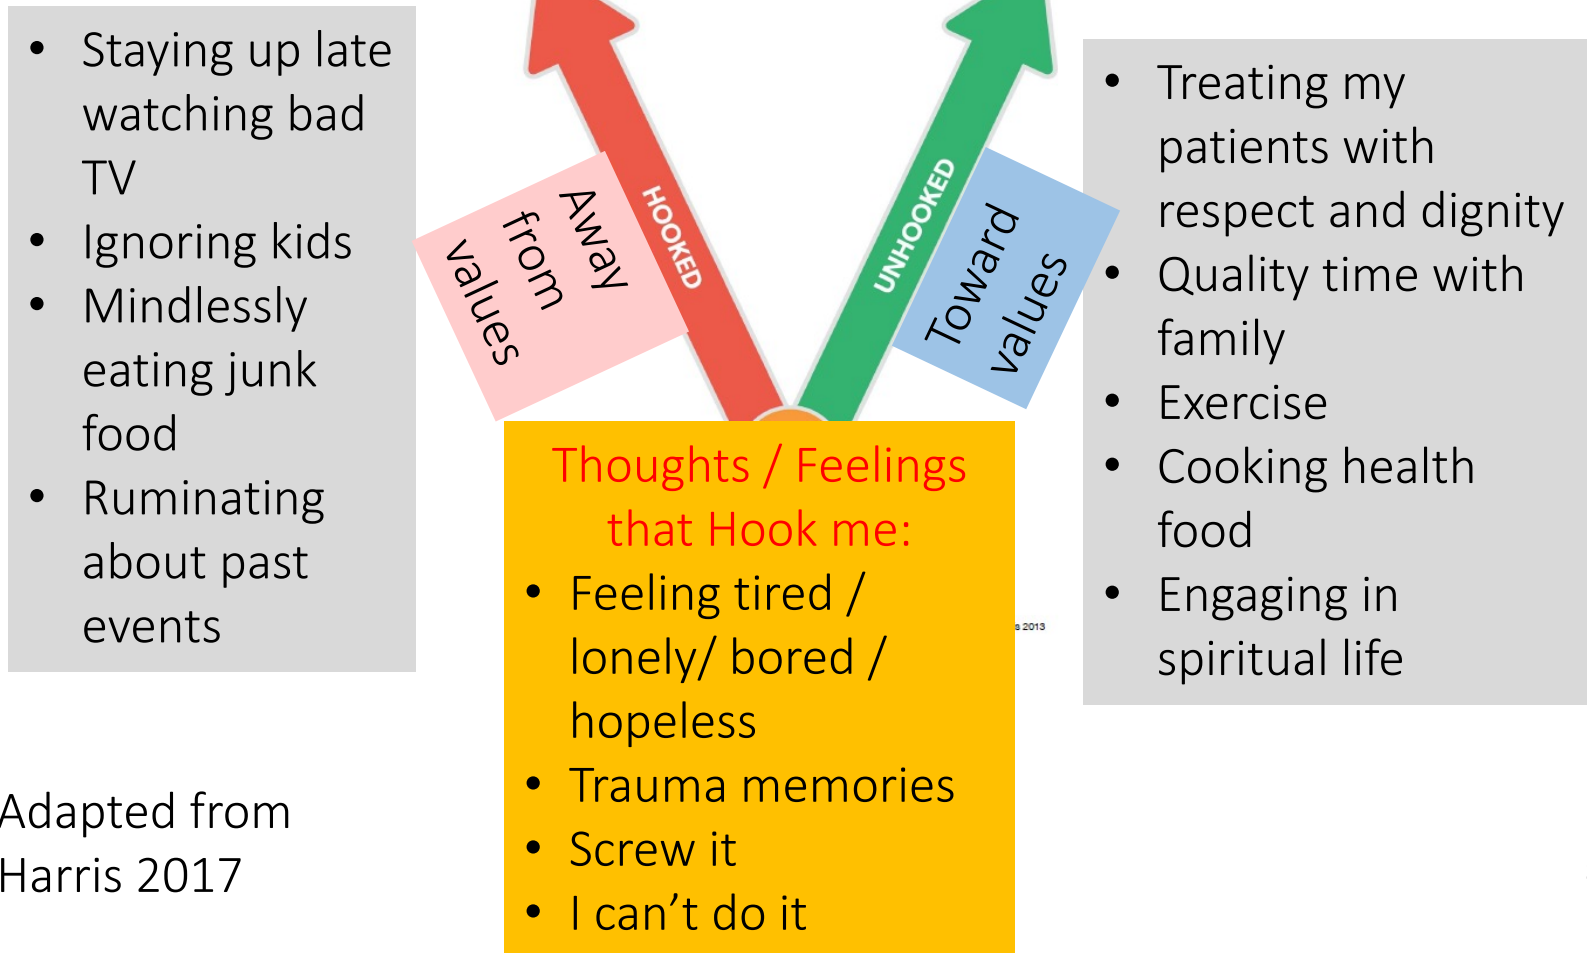 • Staying up late
watching bad
TV
• Ignoring kids
• Mindlessly
eating junk
food
• Ruminating
about past
events
Away
from
values
HOOKED
UNHOOKED
Toward
values
• Treating my
patients with
respect and dignity
• Quality time with
family
• Exercise
• Cooking health
food
• Engaging in
spiritual life
Thoughts / Feelings
that Hook me:
• Feeling tired /
lonely/ bored /
hopeless
• Trauma memories
• Screw it
• I can’t do it
s 2013
Adapted from
Harris 2017